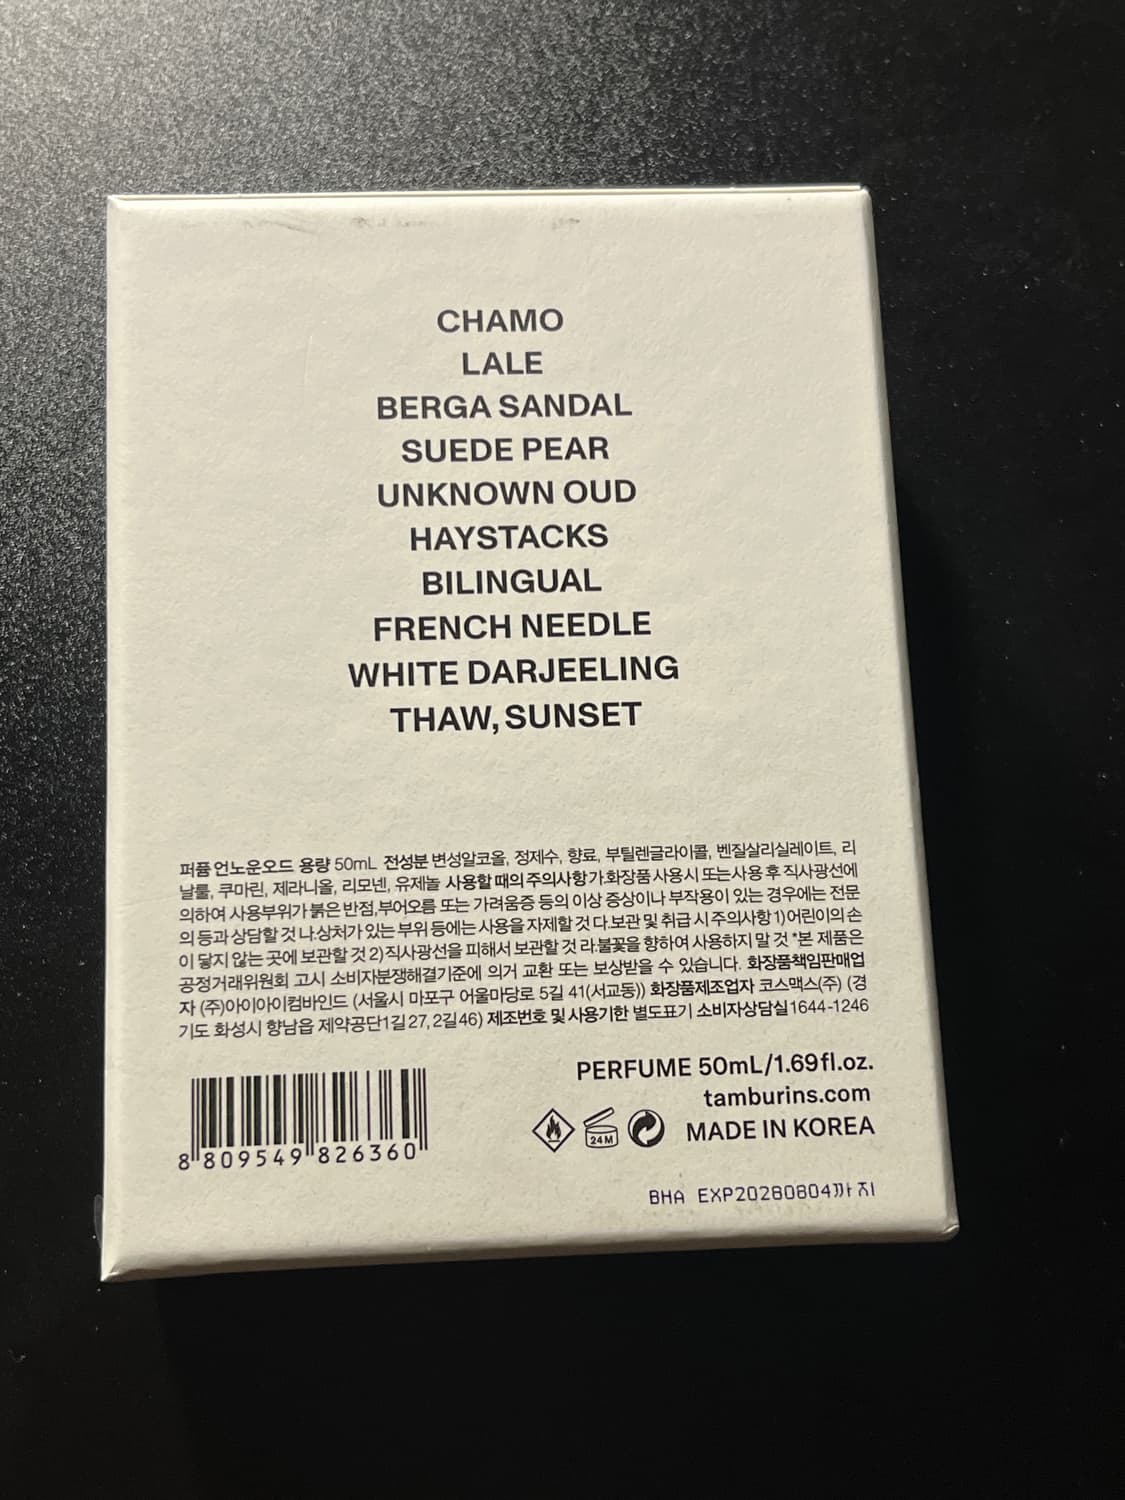 CHAMO
LALE
BERGA SANDAL
SUEDE PEAR
UNKNOWN OUD
HAYSTACKS
BILINGUAL
FRENCH NEEDLE
WHITE DARJEELING
THAW, SUNSET
퍼퓸 언노운오드 용량 50mL 전성분 변성알코올, 정제수, 향료, 부틸렌글라이콜, 벤질살리실레이트, 리
날룰, 쿠마린, 제라니올, 리모넨, 유제놀 사용할 때의 주의사항 가.화장품 사용 시 또는 사용 후 직사광선에
의하여 사용부위가 붉은 반점,부어오름 또는 가려움증 등의 이상 증상이나 부작용이 있는 경우에는 전문
의 등과 상담할 것 나.상처가 있는 부위 등에는 사용을 자제할 것 다.보관 및 취급 시 주의사항 1)어린이의 손
이 닿지 않는 곳에 보관할 것 2)직사광선을 피해서 보관할 것 라.불꽃을 향하여 사용하지 말 것 *본 제품은
공정거래위원회 고시 소비자분쟁해결기준에 의거 교환 또는 보상받을 수 있습니다. 화장품책임판매업
자 (주)아이아이컴바인드 (서울시 마포구 어울마당로 5길 41(서교동)) 화장품제조업자 코스맥스(주) (경
기도 화성시 향남읍 제약공단1길 27, 2길 46) 제조번호 및 사용기한 별도표기 소비자상담실 1644-1246
PERFUME 50mL/1.69fl.oz.
tamburins.com
24M
MADE IN KOREA
8 809549 826360
BHA EXP20280804까지